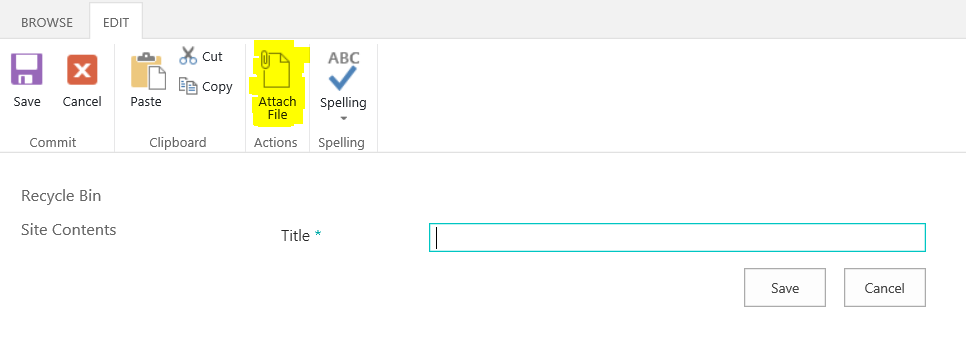 BROWSE EDIT
ABC
Cut
Copy
Save Cancel Paste Attach File Spelling
Commit Clipboard Actions Spelling
Recycle Bin
Site Contents
Title *
Save Cancel